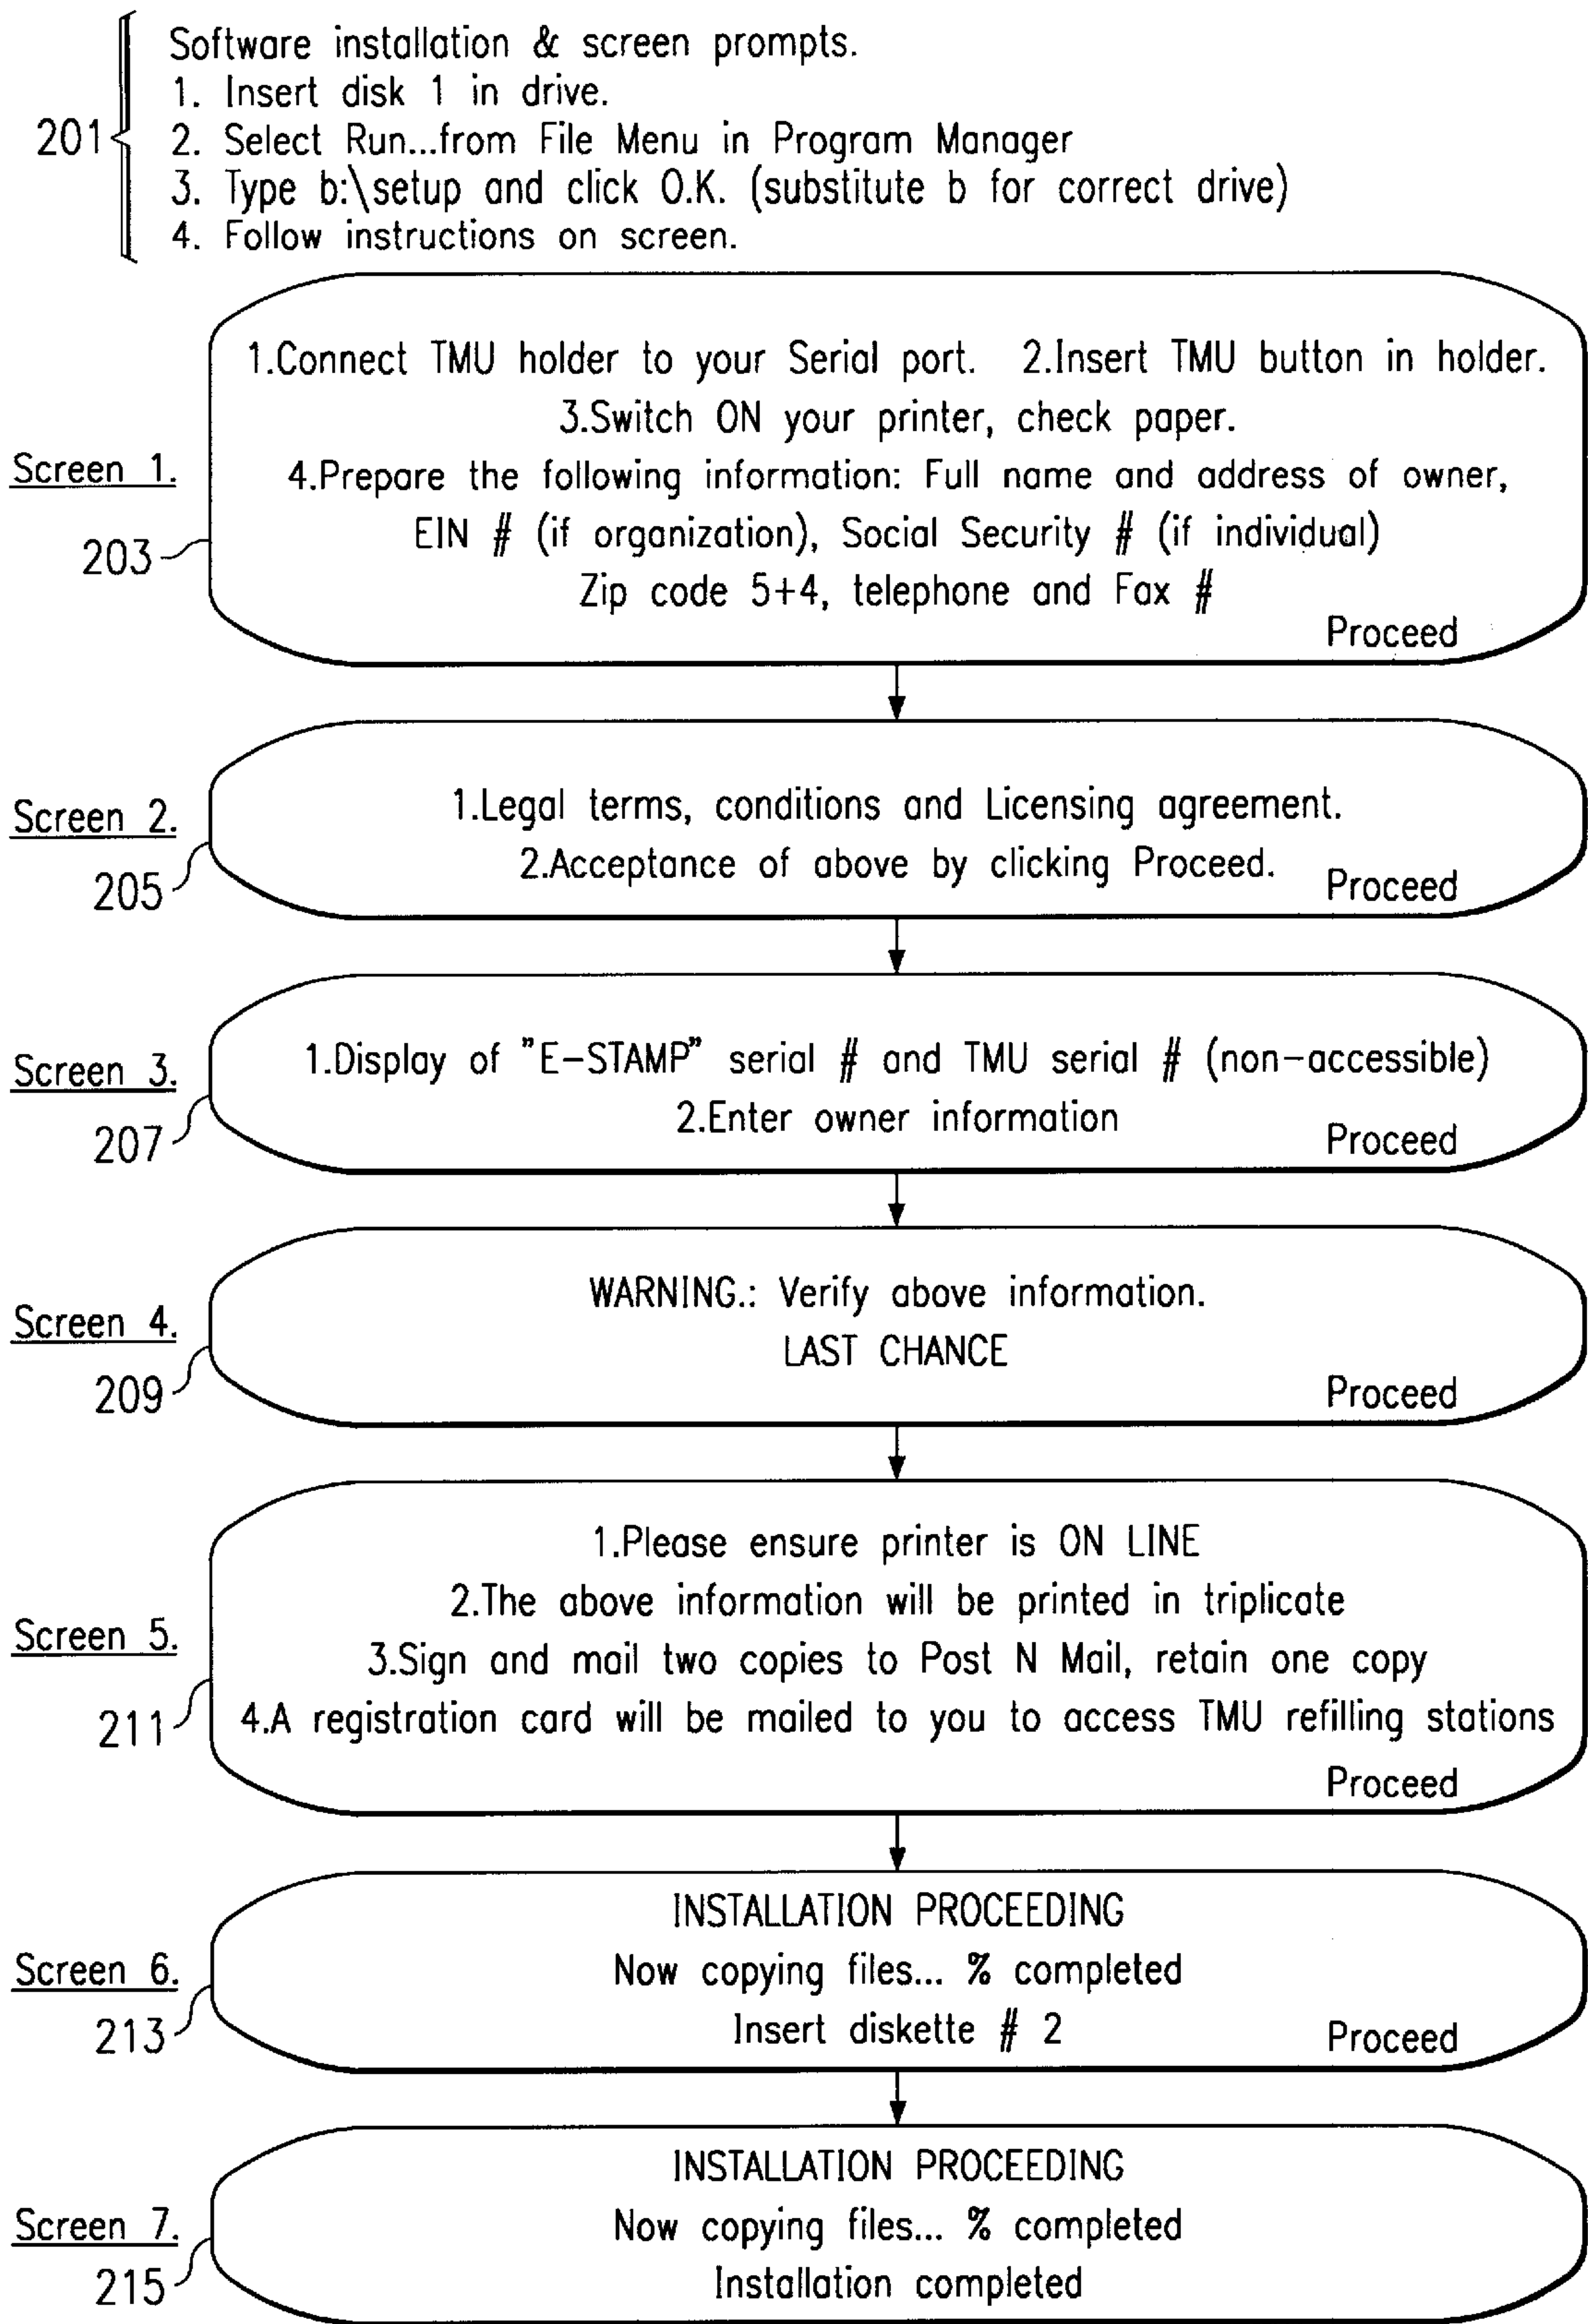 Software installation & screen prompts.
1. Insert disk 1 in drive.
201
2. Select Run...from File Menu in Program Manager
3. Type b:\setup and click O.K. (substitute b for correct drive)
4. Follow instructions on screen.
1.Connect TMU holder to your Serial port. 2.Insert TMU button in holder.
3.Switch ON your printer, check paper.
Screen 1.
4.Prepare the following information: Full name and address of owner,
EIN # (if organization), Social Security # (if individual)
203
Zip code 5+4, telephone and Fax #
Proceed
Screen 2.
1.Legal terms, conditions and Licensing agreement.
2.Acceptance of above by clicking Proceed.
205
Proceed
Screen 3.
1.Display of "E-STAMP" serial # and TMU serial # (non-accessible)
2.Enter owner information
207
Proceed
WARNING.: Verify above information.
Screen 4.
LAST CHANCE
209
Proceed
1.Please ensure printer is ON LINE
2.The above information will be printed in triplicate
Screen 5.
3.Sign and mail two copies to Post N Mail, retain one copy
211
4.A registration card will be mailed to you to access TMU refilling stations
Proceed
INSTALLATION PROCEEDING
Screen 6.
Now copying files... % completed
213
Insert diskette # 2
Proceed
INSTALLATION PROCEEDING
Screen 7.
Now copying files... % completed
215
Installation completed